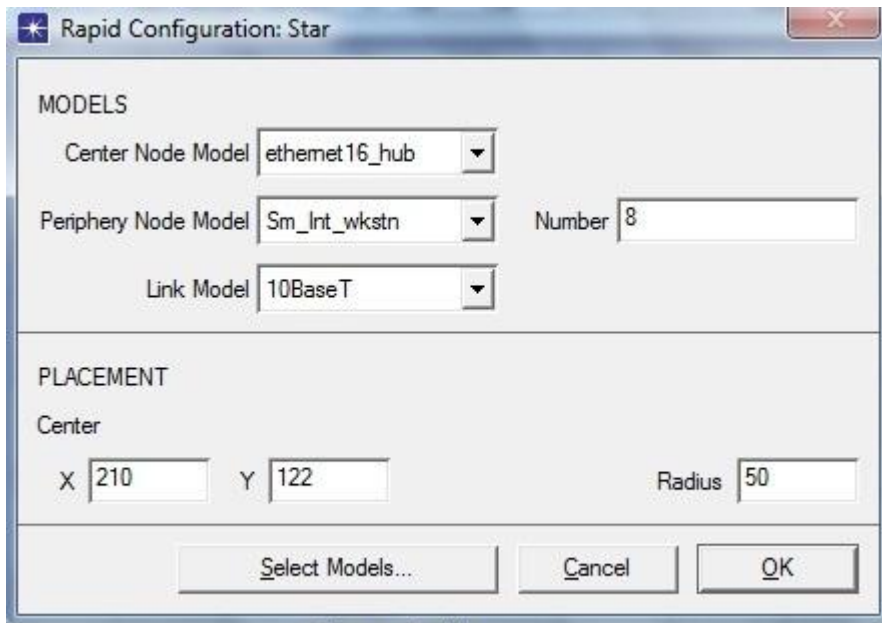 Rapid Configuration: Star
MODELS
Center Node Model ethernet16_hub
Periphery Node Model Sm_Int_wkstn Number 8
Link Model 10BaseT
PLACEMENT
Center
X 210 Y 122 Radius 50
Select Models... Cancel OK